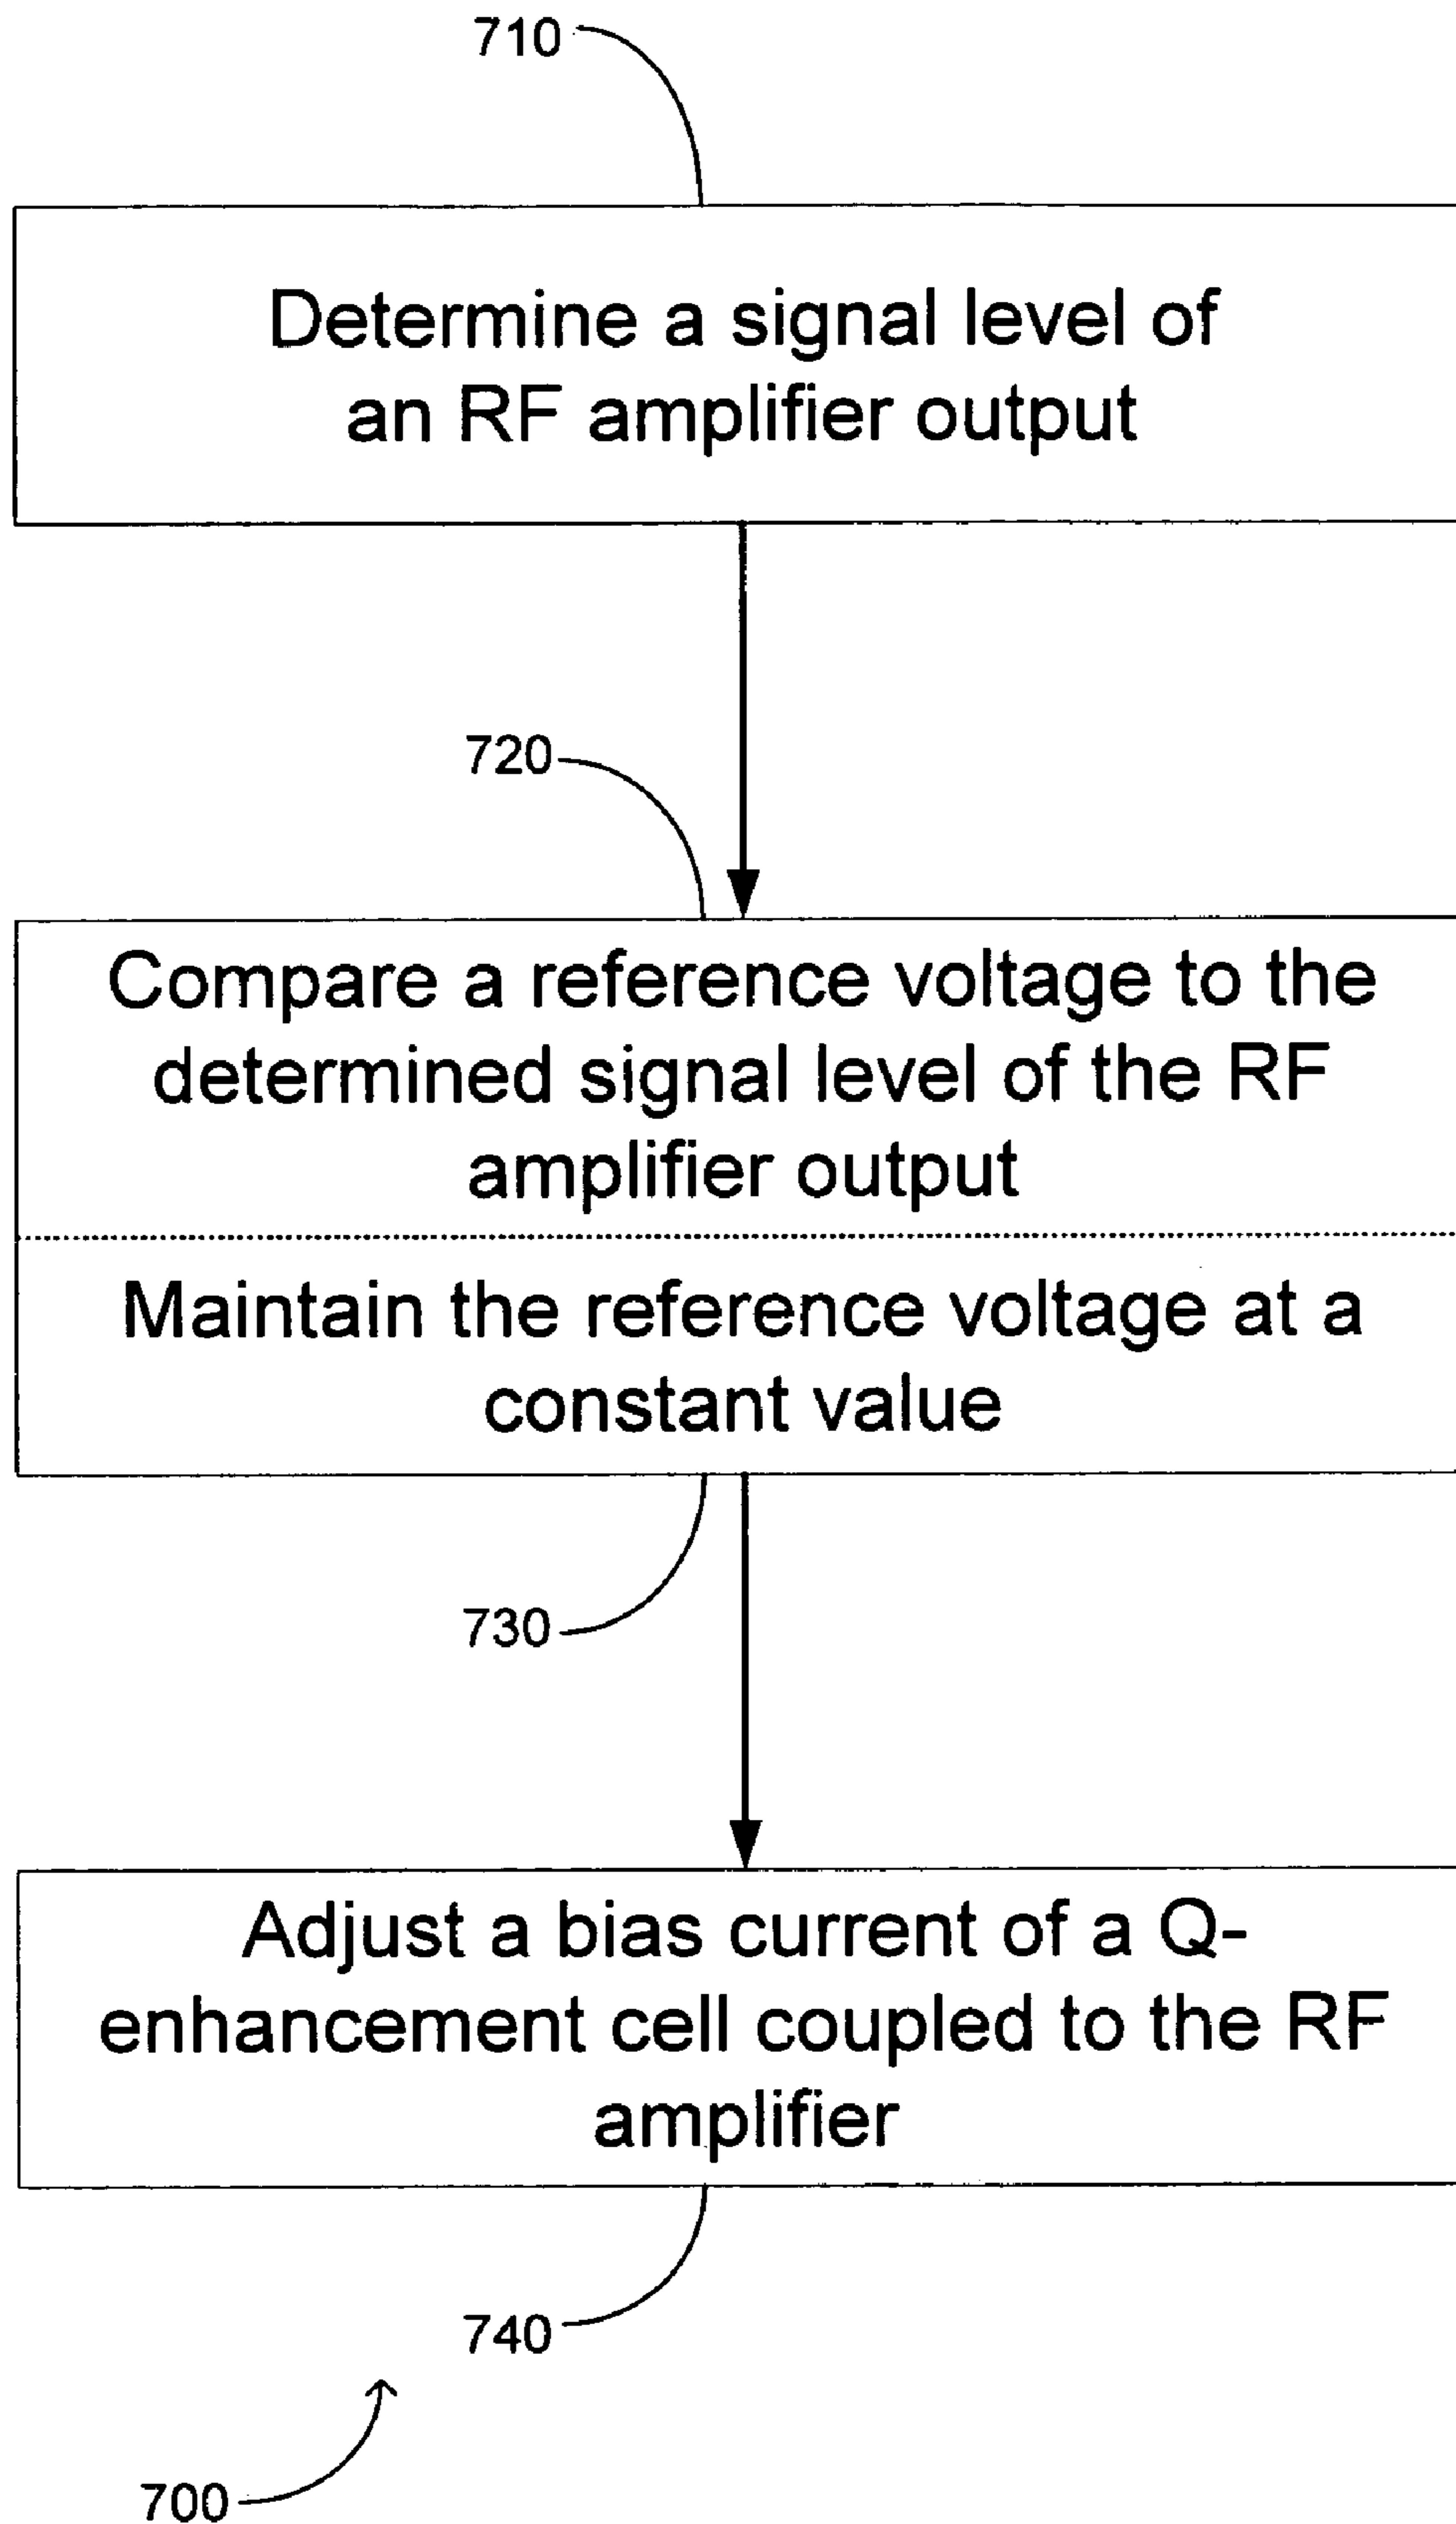 710
Determine a signal level of
an RF amplifier output
720
Compare a reference voltage to the
determined signal level of the RF
amplifier output
Maintain the reference voltage at a
constant value
730
Adjust a bias current of a Q-
enhancement cell coupled to the RF
amplifier
740
700